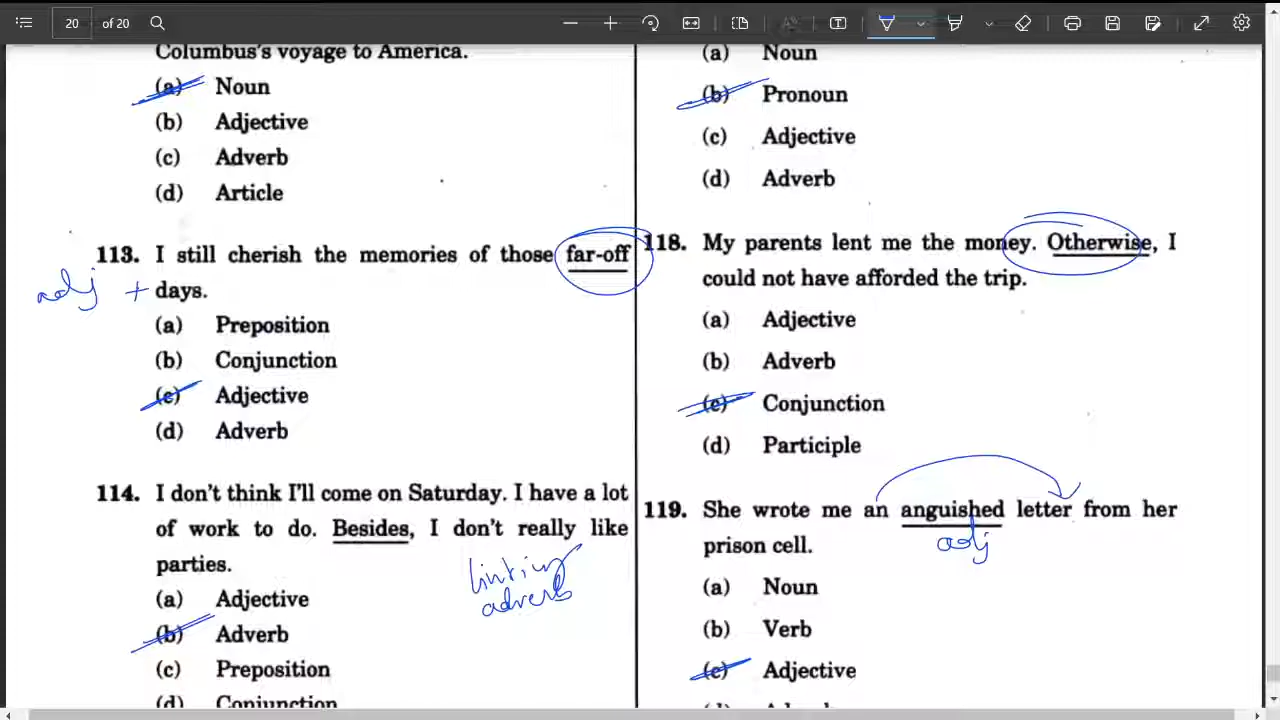 20 of 20
Columbus's voyage to America.
(a) Noun
(b) Adjective
(c) Adverb
(d) Article
113. I still cherish the memories of those far-off
adj + days.
(a) Preposition
(b) Conjunction
(c) Adjective
(d) Adverb
114. I don't think I'll come on Saturday. I have a lot
of work to do. Besides, I don't really like
parties.
linking
adverb
(a) Adjective
(b) Adverb
(c) Preposition
(d) Conjunction
(a) Noun
(b) Pronoun
(c) Adjective
(d) Adverb
118. My parents lent me the money. Otherwise, I
could not have afforded the trip.
(a) Adjective
(b) Adverb
(c) Conjunction
(d) Participle
119. She wrote me an anguished letter from her
prison cell.
adj
(a) Noun
(b) Verb
(c) Adjective